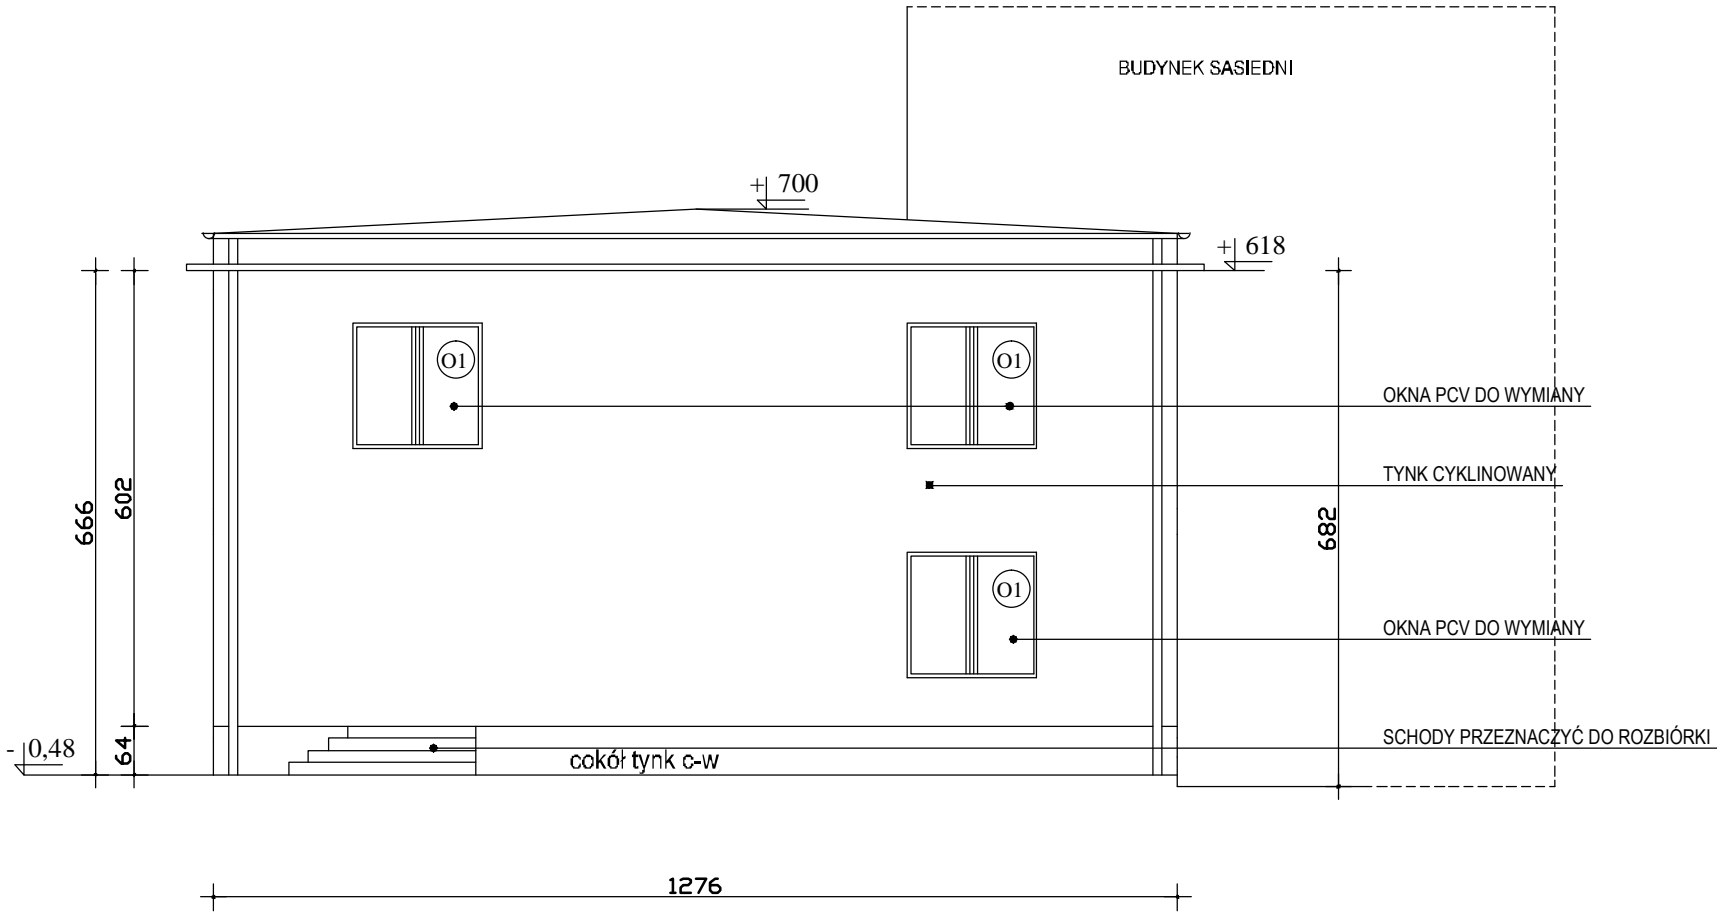 BUDYNEK SASIEDNI
+ 700
+ 618
O1
O1
OKNA PCV DO WYMIANY
TYNK CYKLINOWANY
666
602
682
O1
OKNA PCV DO WYMIANY
SCHODY PRZEZNACZYĆ DO ROZBIÓRKI
- 0,48
64
cokół tynk c-w
1276